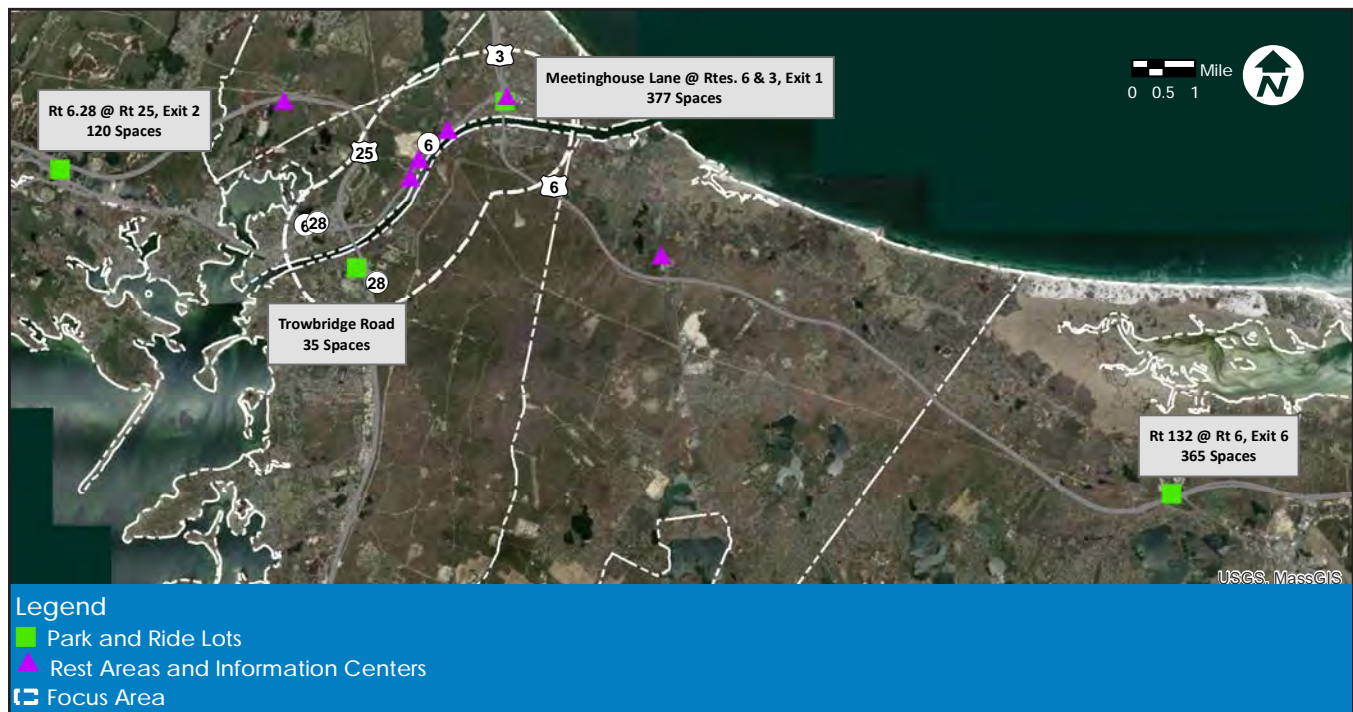 3
Meetinghouse Lane @ Rtes. 6 & 3, Exit 1
377 Spaces
Mile
0 0.5 1
N
Rt 6.28 @ Rt 25, Exit 2
120 Spaces
6
25
6
6
28
28
Trowbridge Road
35 Spaces
Rt 132 @ Rt 6, Exit 6
365 Spaces
USGS, MassGIS
Legend
Park and Ride Lots
Rest Areas and Information Centers
Focus Area